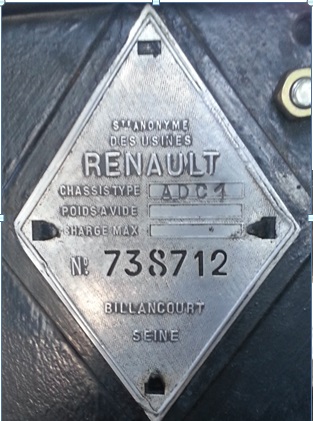 STÉ ANONYME
DES USINES
RENAULT
CHASSIS TYPE ADC1
POIDS A VIDE
CHARGE MAX
No. 738712
BILLANCOURT
SEINE